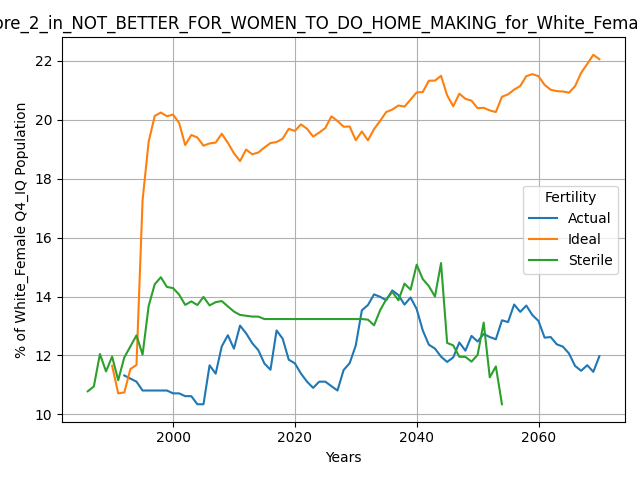 ore_2_in_NOT_BETTER_FOR_WOMEN_TO_DO_HOME_MAKING_for_White_Fema
% of White_Female Q4_IQ Population
22
20
18
16
14
12
10
Fertility
Actual
Ideal
Sterile
2000
2020
2040
2060
Years